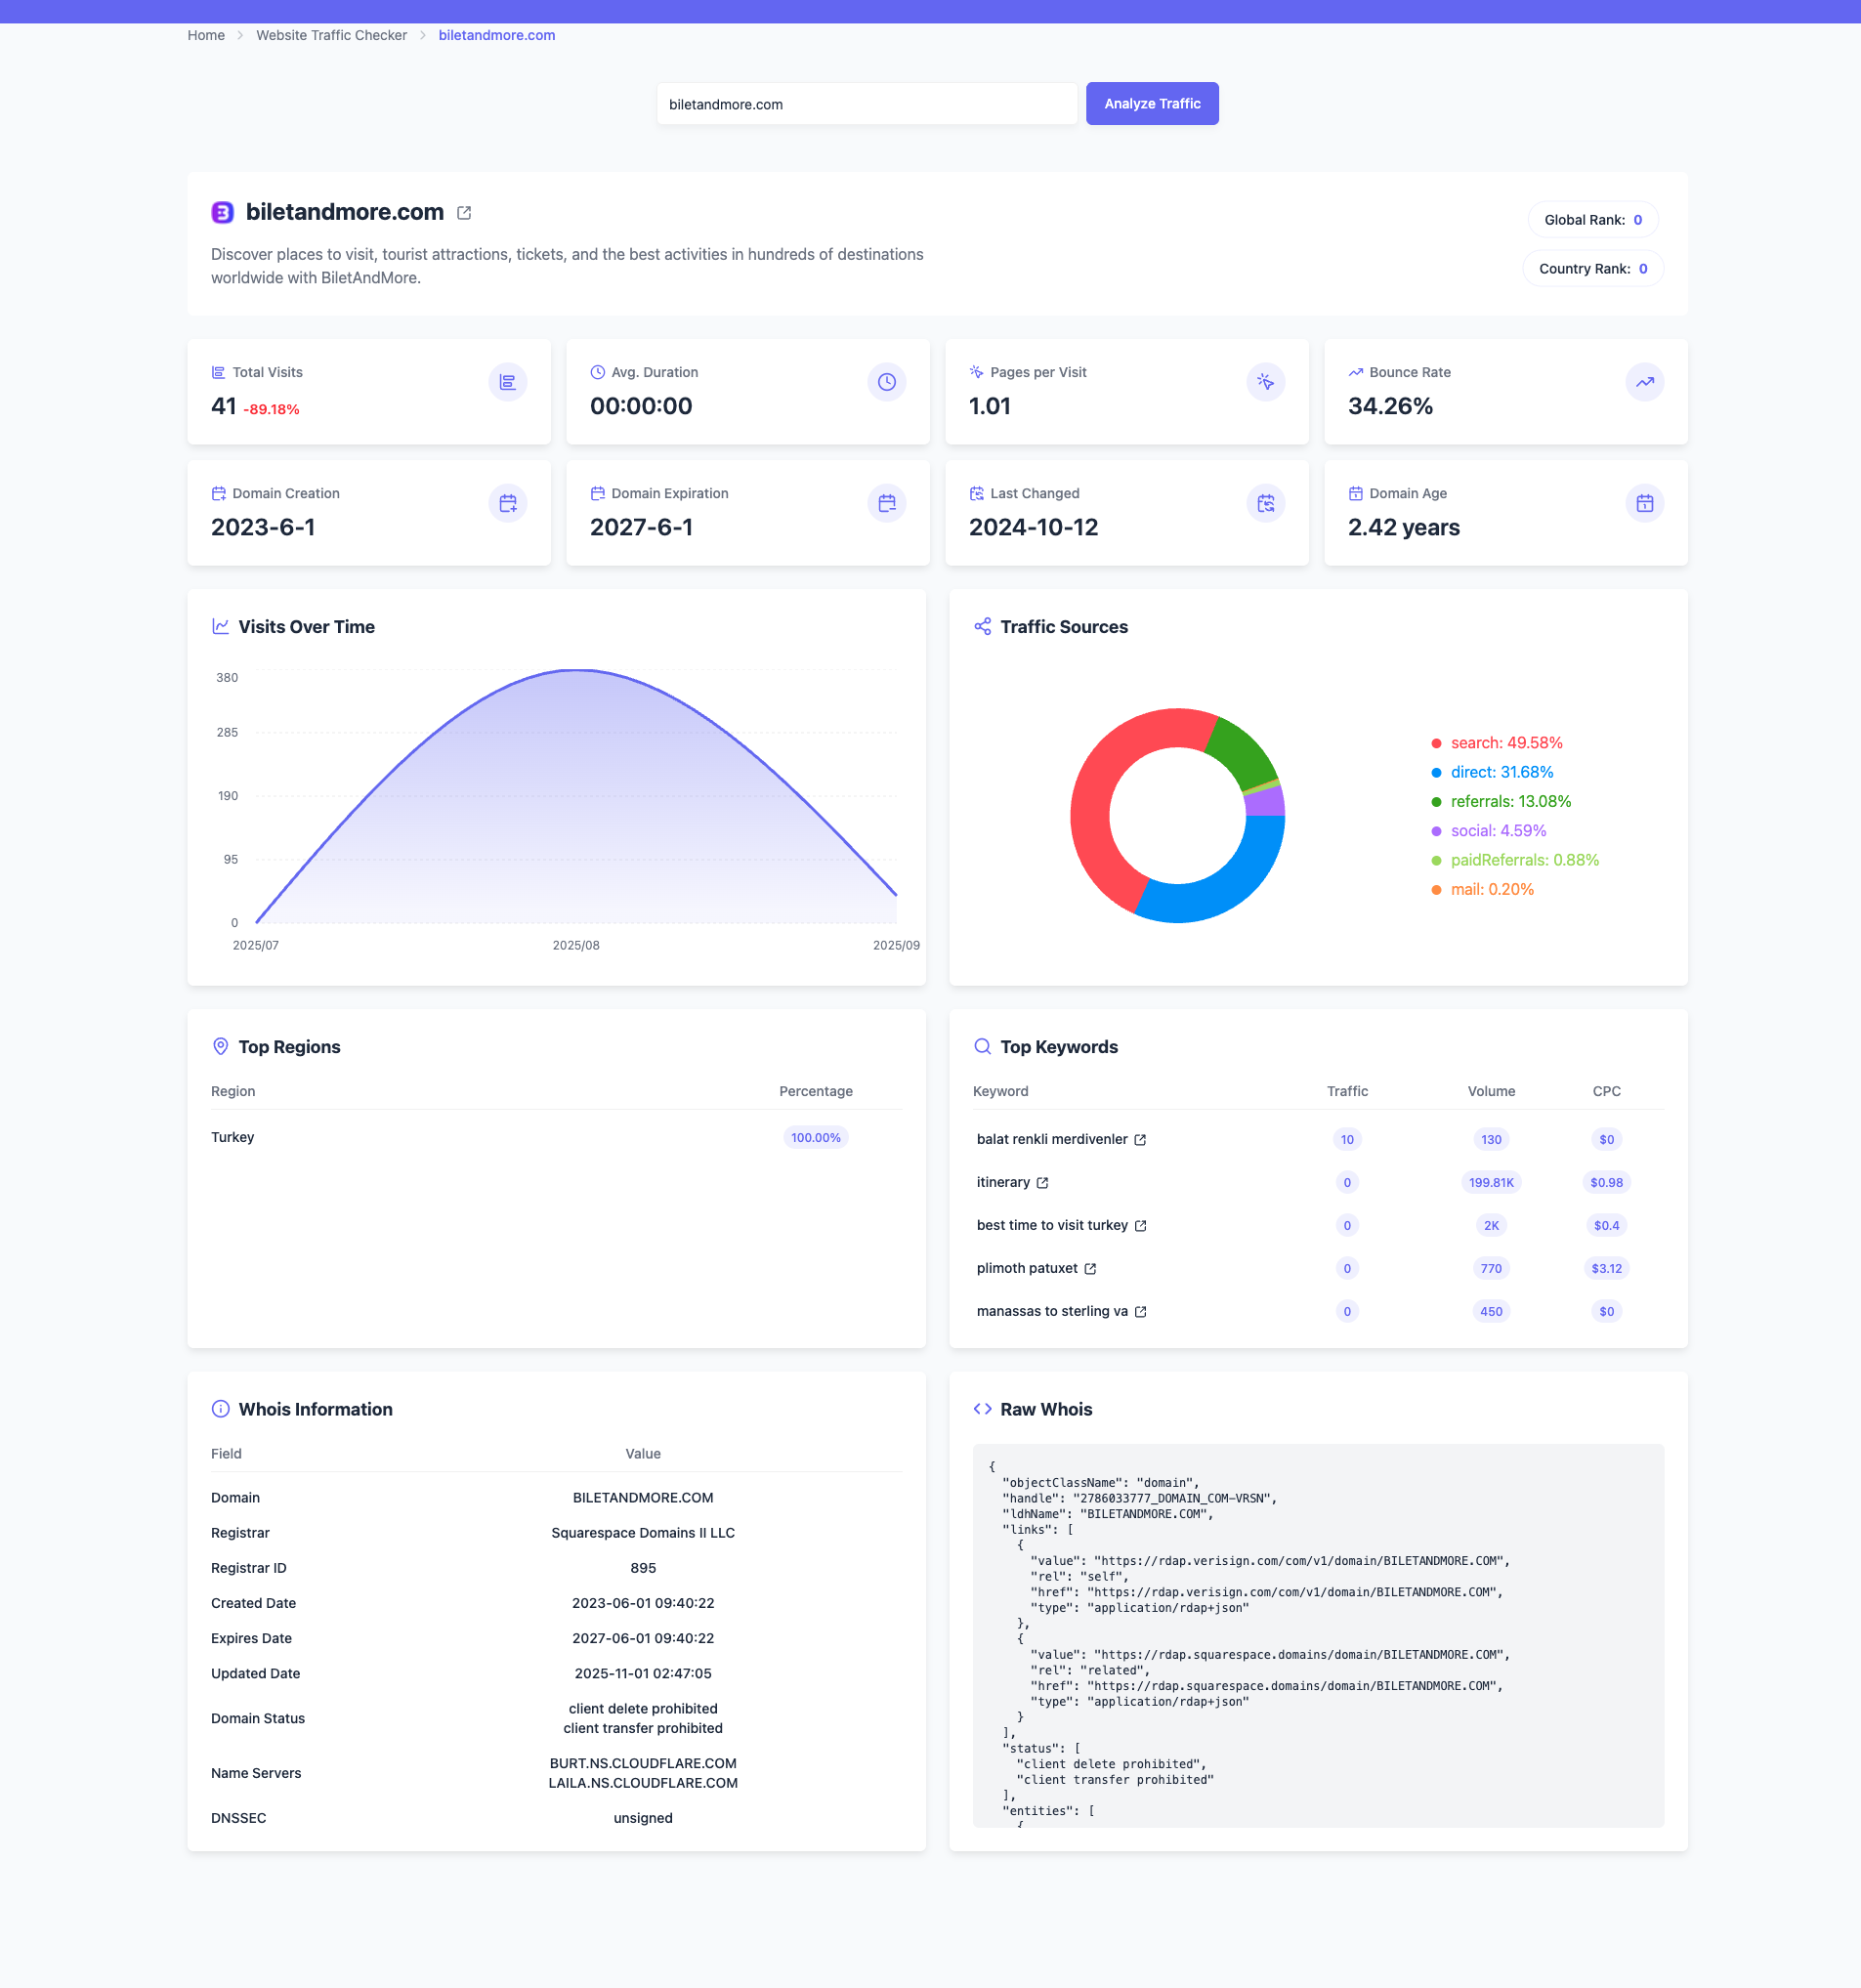 Home > Website Traffic Checker > biletandmore.com
biletandmore.com
Analyze Traffic
biletandmore.com
Discover places to visit, tourist attractions, tickets, and the best activities in hundreds of destinations
worldwide with BiletAndMore.
Global Rank: 0
Country Rank: 0
Total Visits
41 -89.18%
Avg. Duration
00:00:00
Pages per Visit
1.01
Bounce Rate
34.26%
Domain Creation
2023-6-1
Domain Expiration
2027-6-1
Last Changed
2024-10-12
Domain Age
2.42 years
Visits Over Time
380
285
190
95
0
2025/07
2025/08
2025/09
Traffic Sources
search: 49.58%
direct: 31.68%
referrals: 13.08%
social: 4.59%
paidReferrals: 0.88%
mail: 0.20%
Top Regions
Region Percentage
Turkey 100.00%
Top Keywords
Keyword Traffic Volume CPC
balat renkli merdivenler 10 130 $0
itinerary 0 199.81K $0.98
best time to visit turkey 0 2K $0.4
plimoth patuxet 0 770 $3.12
manassas to sterling va 0 450 $0
Whois Information
Field Value
Domain BILETANDMORE.COM
Registrar Squarespace Domains II LLC
Registrar ID 895
Created Date 2023-06-01 09:40:22
Expires Date 2027-06-01 09:40:22
Updated Date 2025-11-01 02:47:05
Domain Status client delete prohibited
client transfer prohibited
Name Servers BURT.NS.CLOUDFLARE.COM
LAILA.NS.CLOUDFLARE.COM
DNSSEC unsigned
Raw Whois
{
"objectClassName": "domain",
"handle": "2786033777_DOMAIN_COM-VRSN",
"ldhName": "BILETANDMORE.COM",
"links": [
{
"value": "https://rdap.verisign.com/com/v1/domain/BILETANDMORE.COM",
"rel": "self",
"href": "https://rdap.verisign.com/com/v1/domain/BILETANDMORE.COM",
"type": "application/rdap+json"
},
{
"value": "https://rdap.squarespace.domains/domain/BILETANDMORE.COM",
"rel": "related",
"href": "https://rdap.squarespace.domains/domain/BILETANDMORE.COM",
"type": "application/rdap+json"
}
],
"status": [
"client delete prohibited",
"client transfer prohibited"
],
"entities": [
{